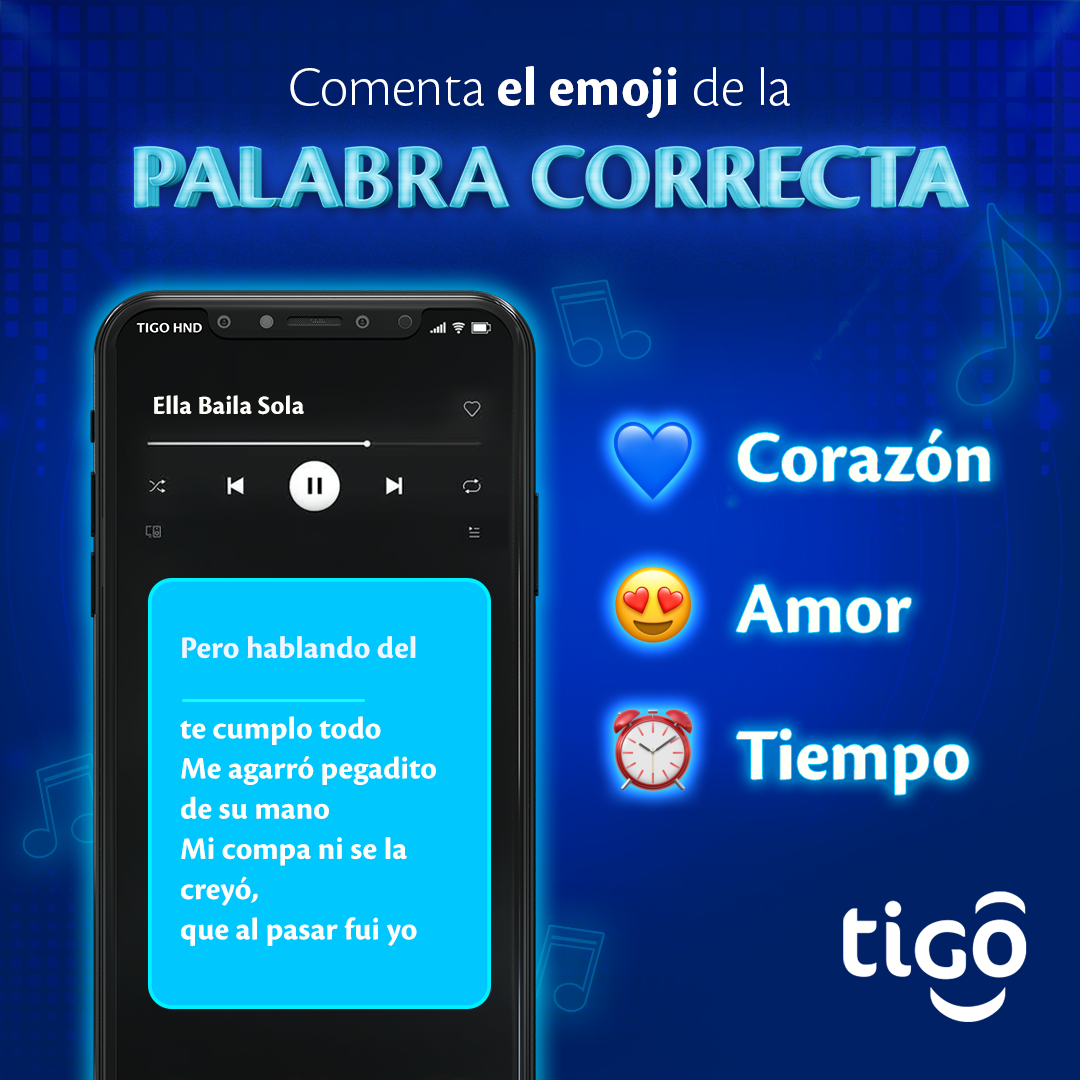 Comenta el emoji de la
PALABRA CORRECTA
TIGO HND
Ella Baila Sola
Pero hablando del
te cumplo todo
Me agarró pegadito
de su mano
Mi compa ni se la
creyó,
que al pasar fui yo
Corazón
Amor
Tiempo
tigo